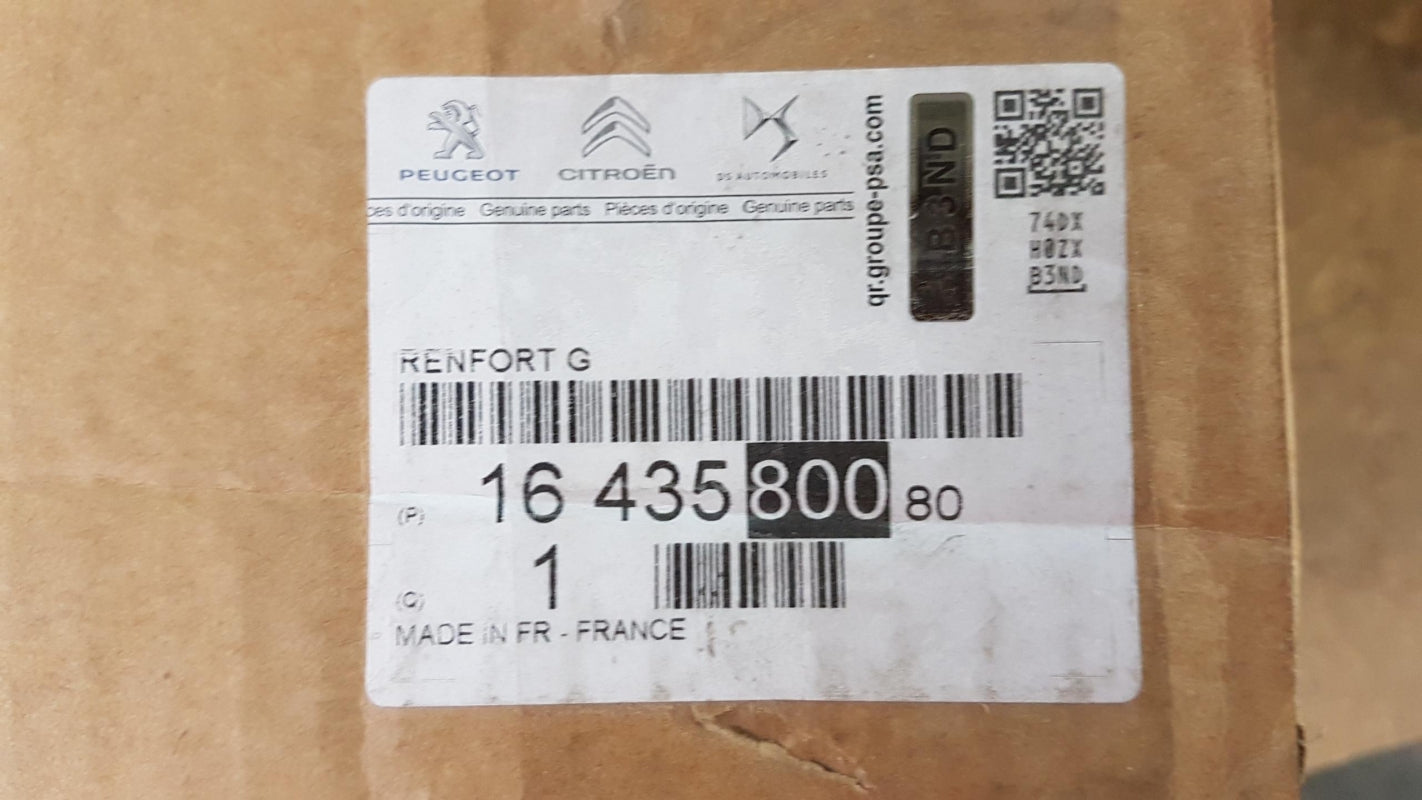 PEUGEOT CITROËN DS AUTOMOBILES
ces d'origine Genuine parts Pièces d'origine Genuine parts
qr.groupe-psa.com
B3ND
74DX
H0ZX
B3ND
RENFORT G
(P) 16 435 800 80
(Q) 1
MADE IN FR - FRANCE